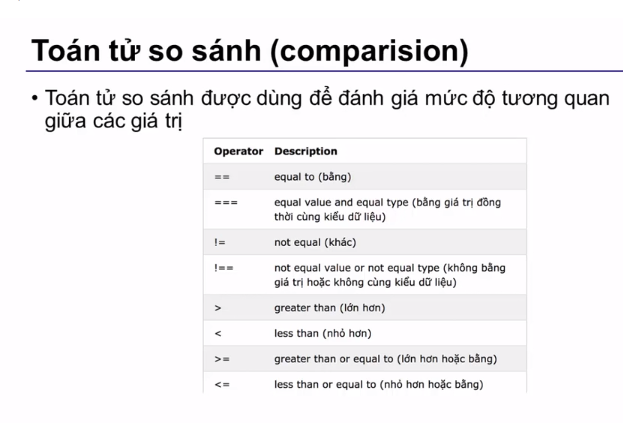 Toán tử so sánh (comparision)
• Toán tử so sánh được dùng để đánh giá mức độ tương quan
giữa các giá trị
Operator Description
== equal to (bằng)
=== equal value and equal type (bằng giá trị đồng
thời cùng kiểu dữ liệu)
!= not equal (khác)
!== not equal value or not equal type (không bằng
giá trị hoặc không cùng kiểu dữ liệu)
> greater than (lớn hơn)
< less than (nhỏ hơn)
>= greater than or equal to (lớn hơn hoặc bằng)
<= less than or equal to (nhỏ hơn hoặc bằng)